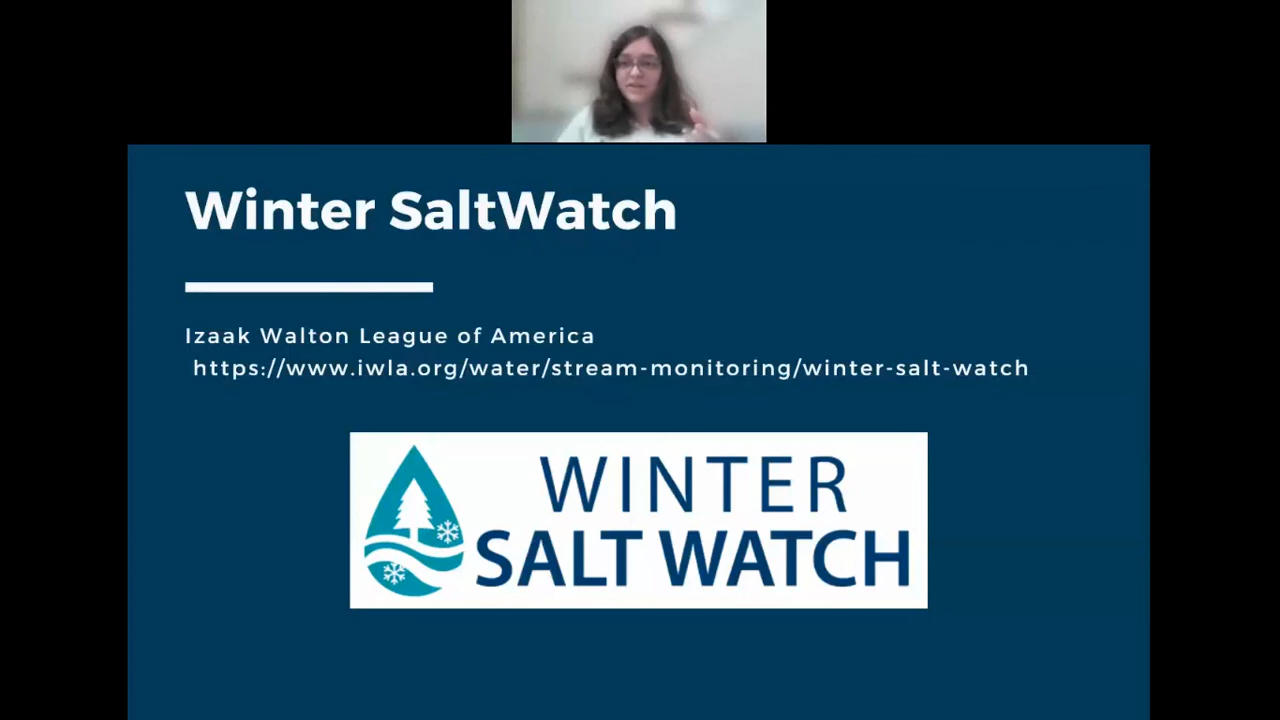 Winter SaltWatch
Izaak Walton League of America
https://www.iwla.org/water/stream-monitoring/winter-salt-watch
WINTER
SALT WATCH